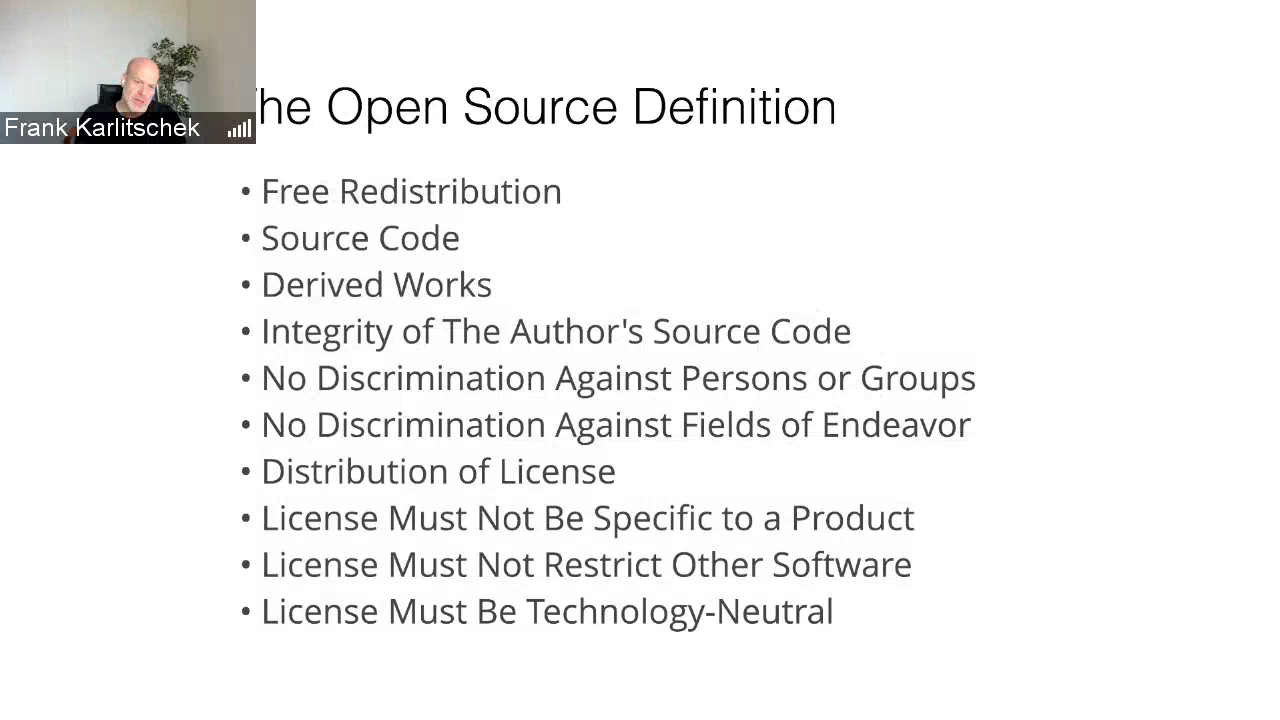 Frank Karlitschek
The Open Source Definition
• Free Redistribution
• Source Code
• Derived Works
• Integrity of The Author's Source Code
• No Discrimination Against Persons or Groups
• No Discrimination Against Fields of Endeavor
• Distribution of License
• License Must Not Be Specific to a Product
• License Must Not Restrict Other Software
• License Must Be Technology-Neutral